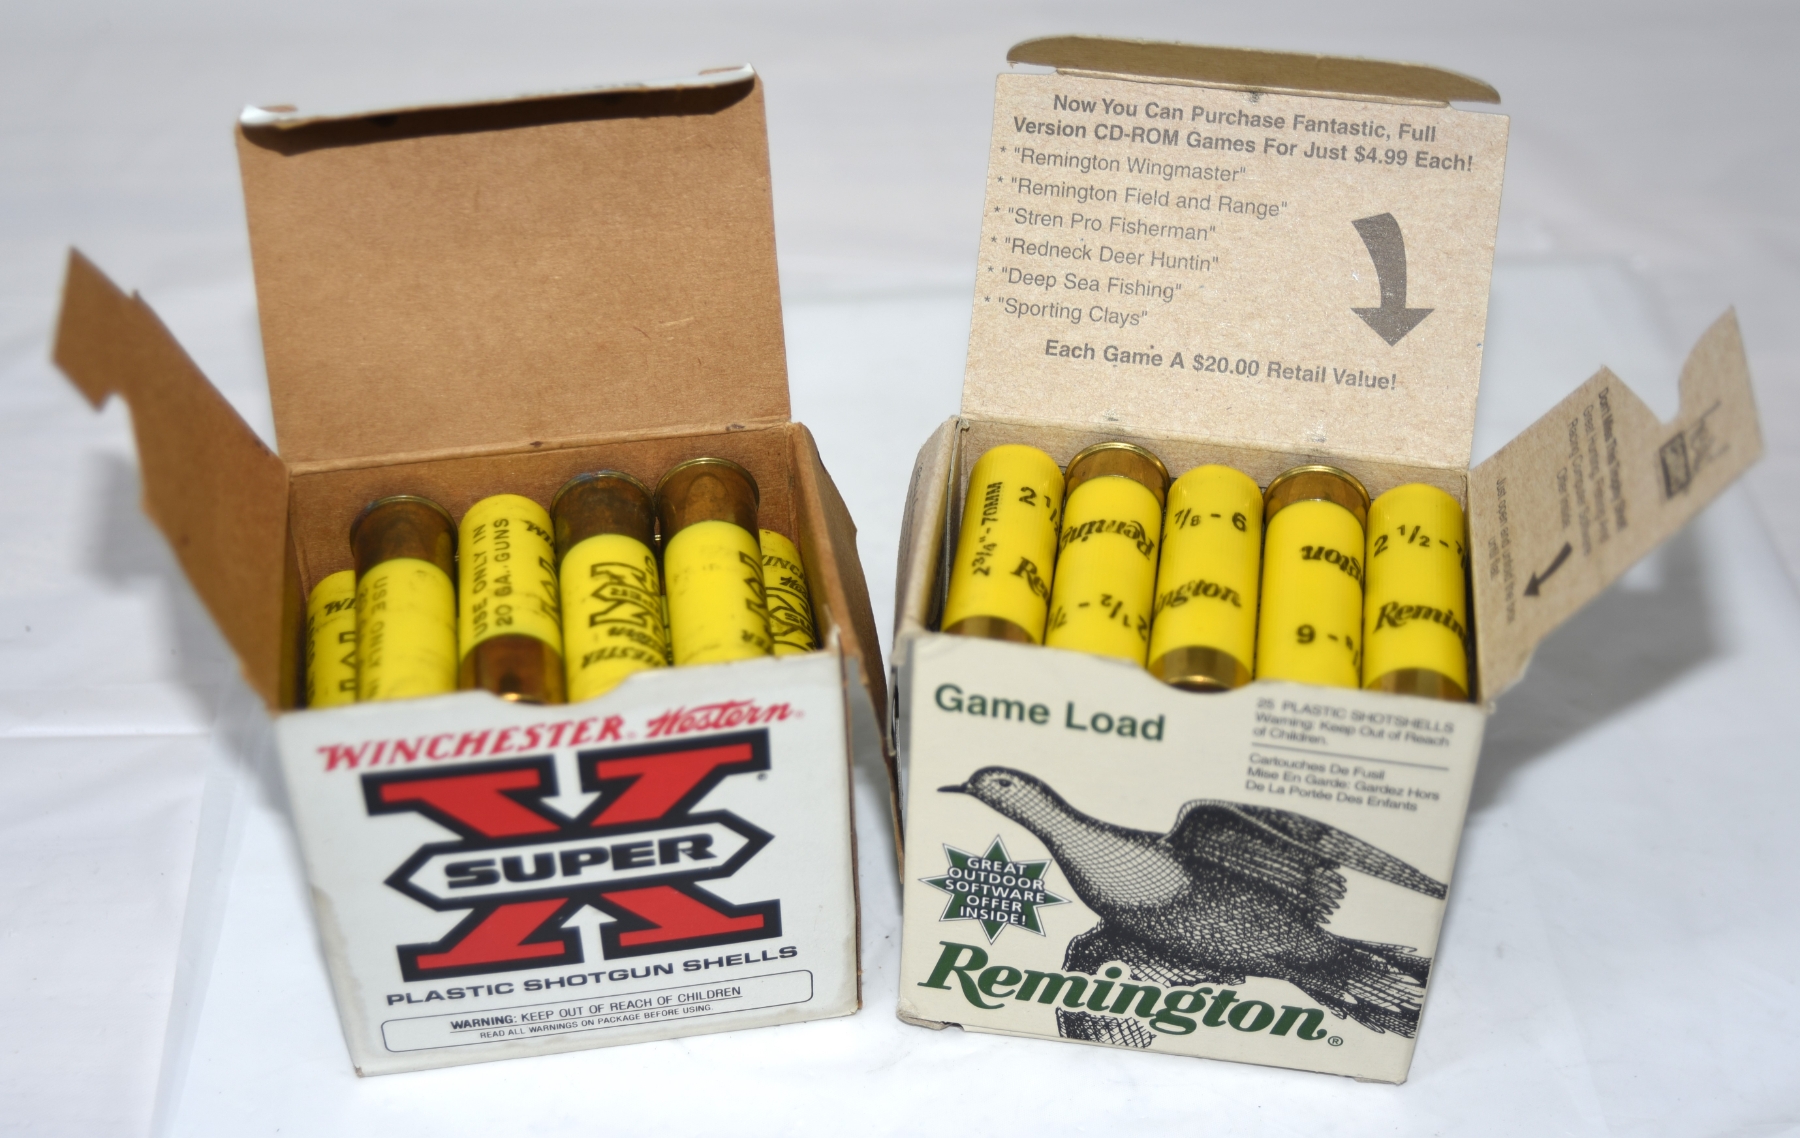 WINCHESTER® Western®
X
SUPER
®
PLASTIC SHOTGUN SHELLS
WARNING: KEEP OUT OF REACH OF CHILDREN
READ ALL WARNINGS ON PACKAGE BEFORE USING.
USE ONLY IN
20 GA. GUNS
USE ONLY IN
Now You Can Purchase Fantastic, Full
Version CD-ROM Games For Just $4.99 Each!
* "Remington Wingmaster"
* "Remington Field and Range"
* "Stren Pro Fisherman"
* "Redneck Deer Huntin"
* "Deep Sea Fishing"
* "Sporting Clays"
Each Game A $20.00 Retail Value!
2¾"-70MM
7/8 - 6
2 1/2 -
Game Load
25 PLASTIC SHOTSHELLS
Warning: Keep Out of Reach
of Children.
Cartouches De Fusil
Mise En Garde: Gardez Hors
De La Portée Des Enfants
GREAT
OUTDOOR
SOFTWARE
OFFER
INSIDE!
Remington®